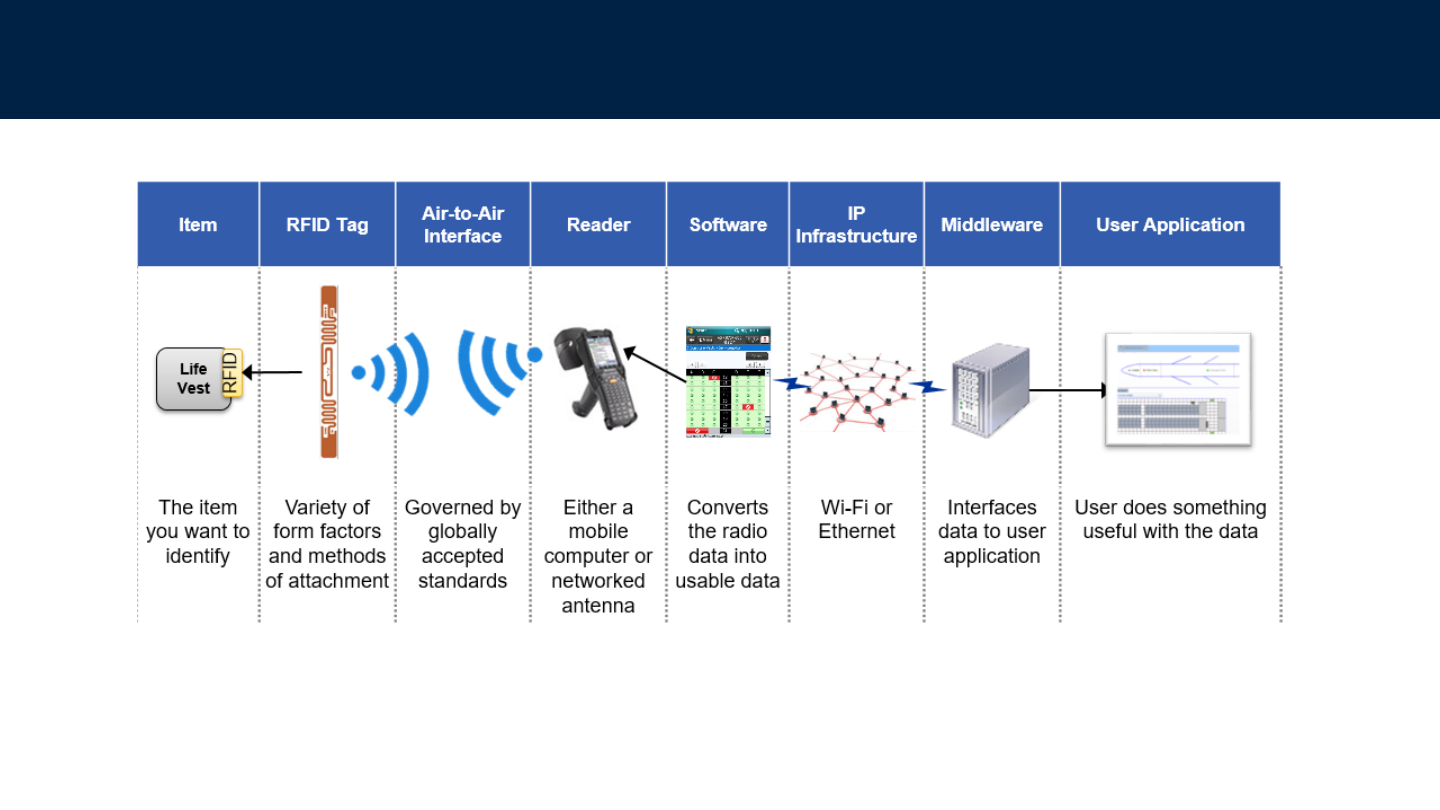 Item
RFID Tag
Air-to-Air
Interface
Reader
Software
IP
Infrastructure
Middleware
User Application
Life
Vest
RFID
The item
you want to
identify
Variety of
form factors
and methods
of attachment
Governed by
globally
accepted
standards
Either a
mobile
computer or
networked
antenna
Converts
the radio
data into
usable data
Wi-Fi or
Ethernet
Interfaces
data to user
application
User does something
useful with the data